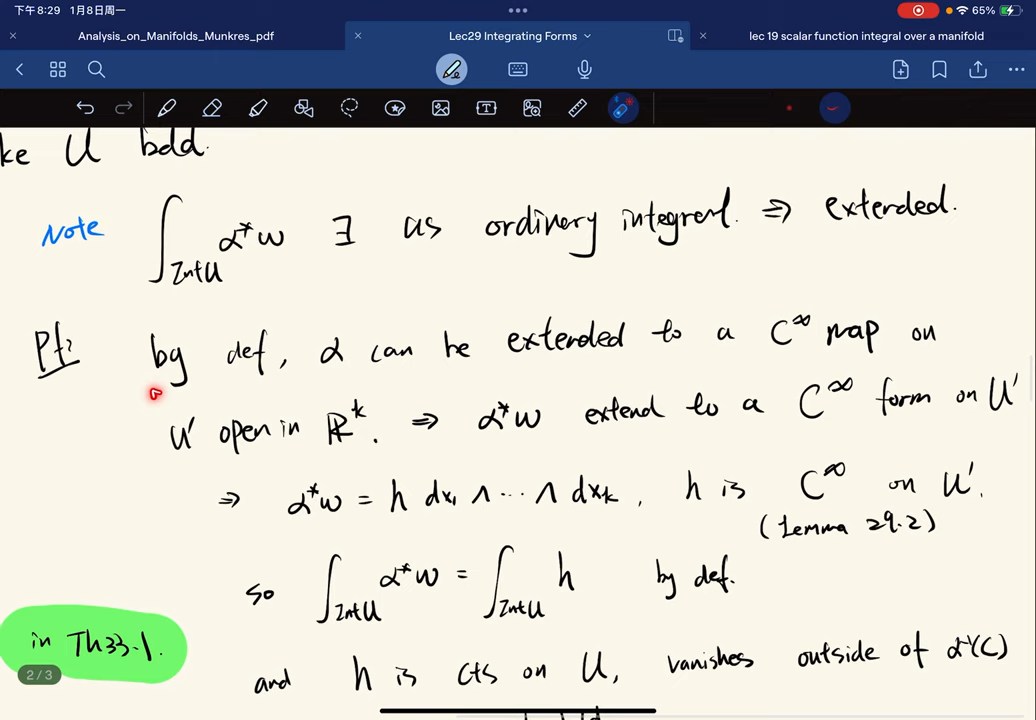 下午8:29 1月8日周一
65%
Analysis_on_Manifolds_Munkres_pdf
Lec29 Integrating Forms
lec 19 scalar function integral over a manifold
ke U bdd.
Note ∫_{Int U} α*ω ∃ as ordinary integral. ⇒ extended.
Pf: by def, α can be extended to a C^∞ map on
U' open in R^k. ⇒ α*ω extend to a C^∞ form on U'
⇒ α*ω = h dx₁ ∧ ⋯ ∧ dx_k, h is C^∞ on U'.
(Lemma 29.2)
so ∫_{Int U} α*ω = ∫_{Int U} h by def.
in Th33.1.
and h is cts on U, vanishes outside of α⁻¹(C)
2/3